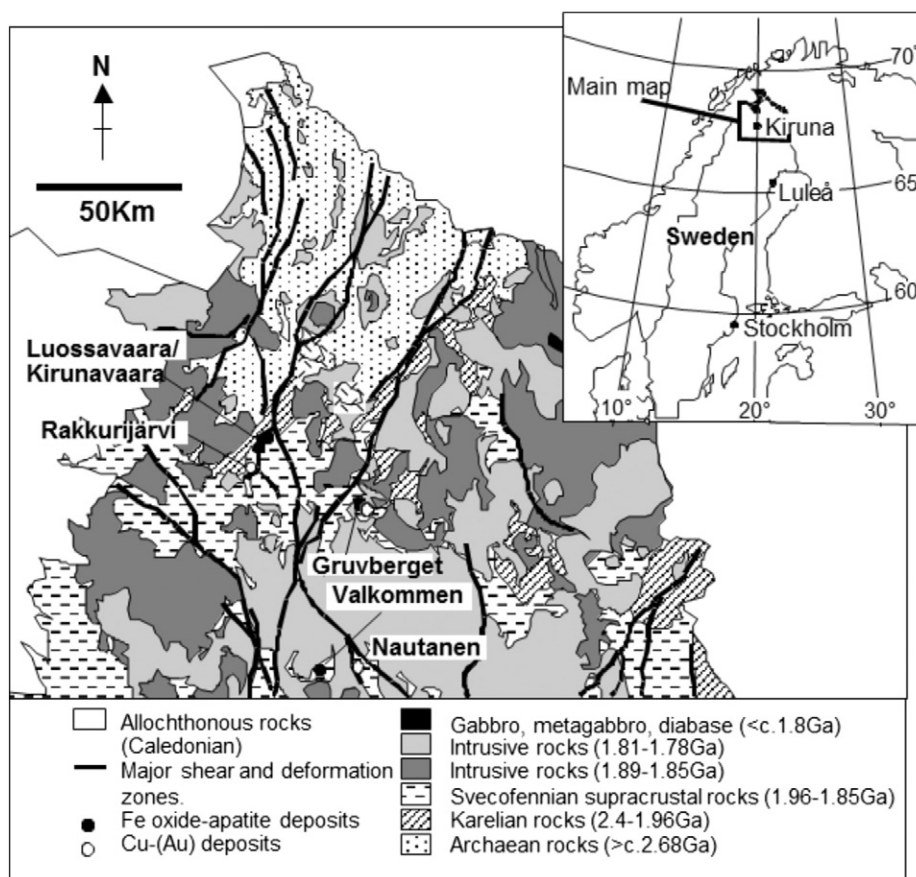 N
50Km
Luossavaara/
Kirunavaara
Rakkurijärvi
Gruvberget
Valkommen
Nautanen
Main map
Kiruna
Luleå
Sweden
Stockholm
70°
65
60
10°
20°
30°
Allochthonous rocks
(Caledonian)
Major shear and deformation
zones.
Fe oxide-apatite deposits
Cu-(Au) deposits
Gabbro, metagabbro, diabase (<c.1.8Ga)
Intrusive rocks (1.81-1.78Ga)
Intrusive rocks (1.89-1.85Ga)
Svecofennian supracrustal rocks (1.96-1.85Ga)
Karelian rocks (2.4-1.96Ga)
Archaean rocks (>c.2.68Ga)